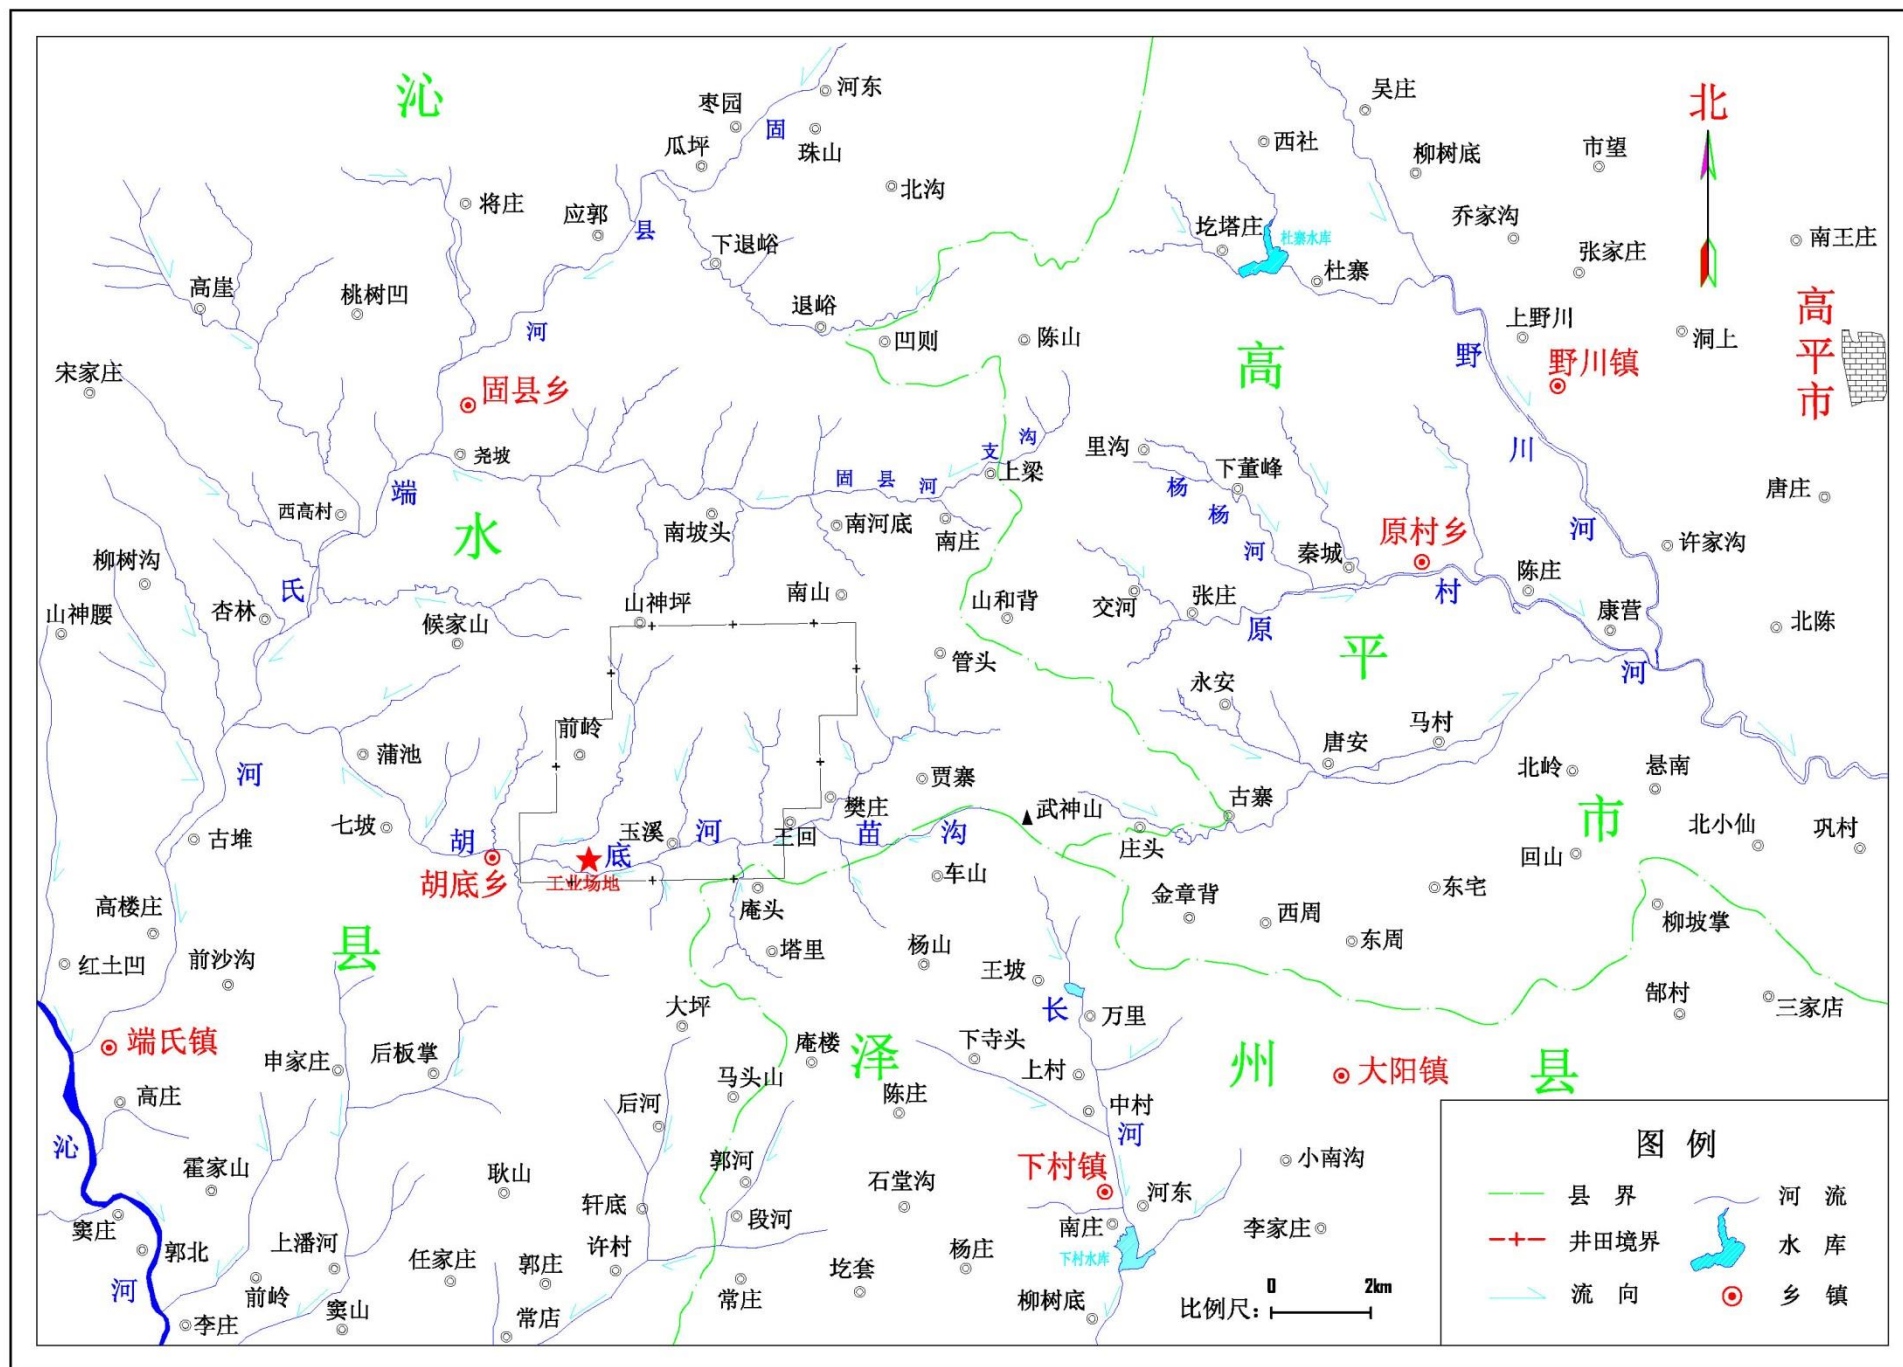 沁
水
县
高
平
市
泽
州
县
北
高平市
河东
枣园
固
瓜坪
珠山
北沟
吴庄
西社
柳树底
市望
将庄
应郭
县
下退峪
圪塔庄
杜寨水库
杜寨
乔家沟
张家庄
南王庄
高崖
桃树凹
河
退峪
凹则
陈山
上野川
洞上
野
野川镇
宋家庄
固县乡
尧坡
固县河支沟
上梁
里沟
下董峰
川
唐庄
西高村
端
南坡头
南河底
南庄
杨
杨
河
秦城
原村乡
河
许家沟
柳树沟
氏
山神腰
杏林
候家山
山神坪
南山
山和背
交河
张庄
原
村
陈庄
康营
北陈
管头
永安
河
前岭
蒲池
河
贾寨
唐安
马村
北岭
悬南
古堆
七坡
胡
玉溪
河
王回
樊庄
苗
沟
武神山
古寨
庄头
北小仙
巩村
回山
胡底乡
底
工业场地
车山
金章背
东宅
高楼庄
庵头
西周
东周
柳坡掌
红土凹
前沙沟
塔里
杨山
王坡
长
郜村
三家店
大坪
万里
端氏镇
申家庄
后板掌
庵楼
下寺头
上村
大阳镇
高庄
马头山
陈庄
中村
后河
河
沁
霍家山
耿山
郭河
石堂沟
下村镇
小南沟
河东
窦庄
轩底
段河
南庄
李家庄
郭北
上潘河
任家庄
郭庄
许村
杨庄
下村水库
河
前岭
常庄
圪套
柳树底
李庄
窦山
常店
比例尺：
0 2km
图 例
县 界
河 流
井田境界
水 库
流 向
乡 镇